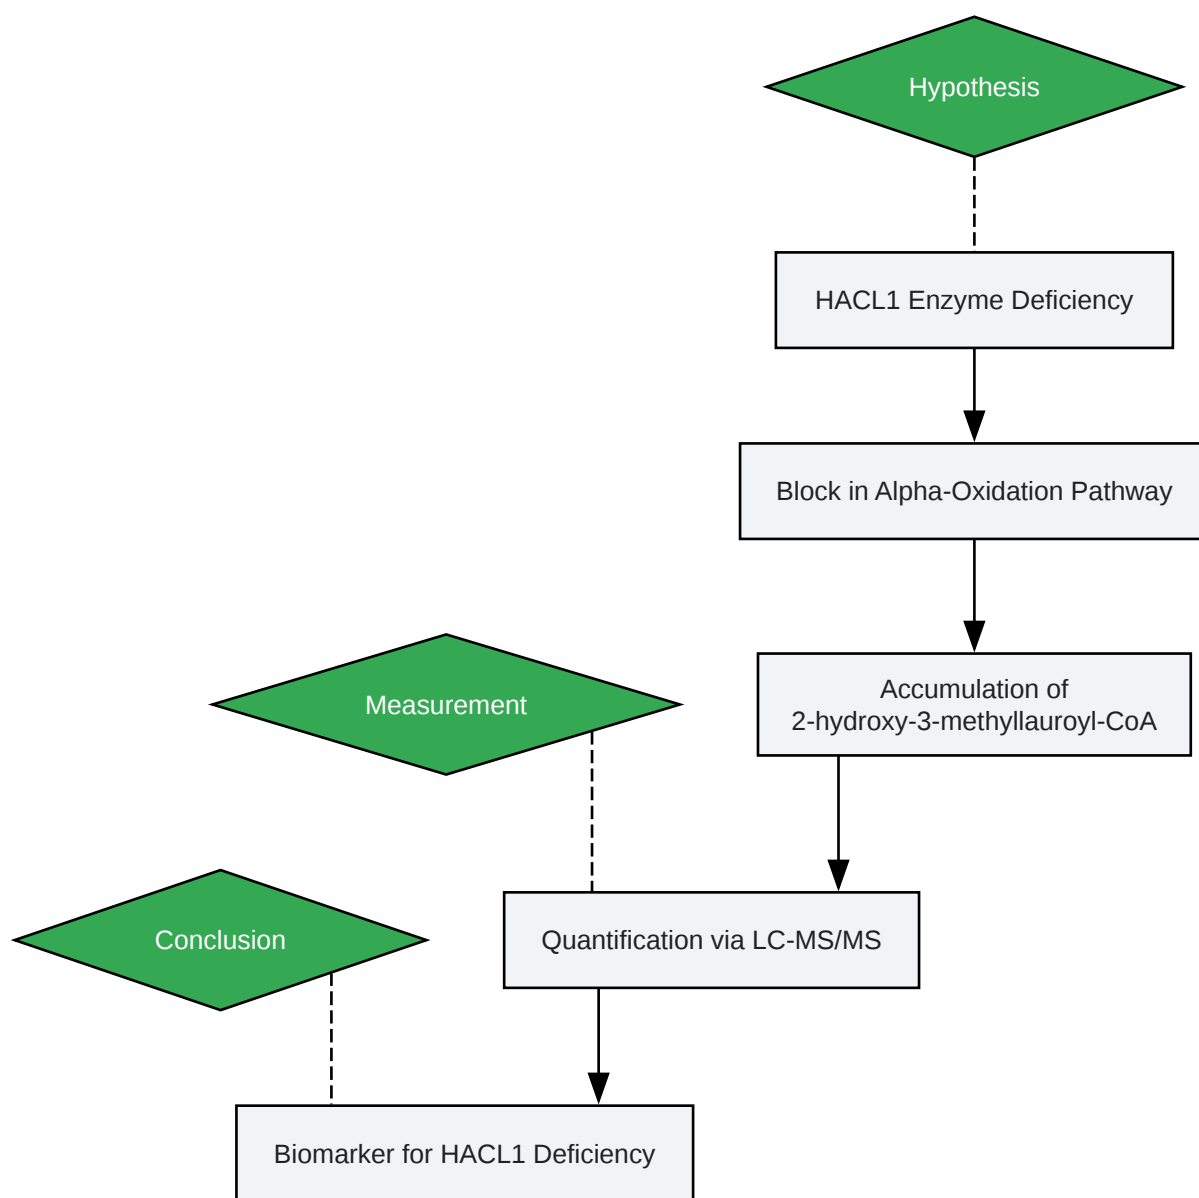 Hypothesis
HACL1 Enzyme Deficiency
Block in Alpha-Oxidation Pathway
Accumulation of
2-hydroxy-3-methyllauroyl-CoA
Measurement
Quantification via LC-MS/MS
Conclusion
Biomarker for HACL1 Deficiency